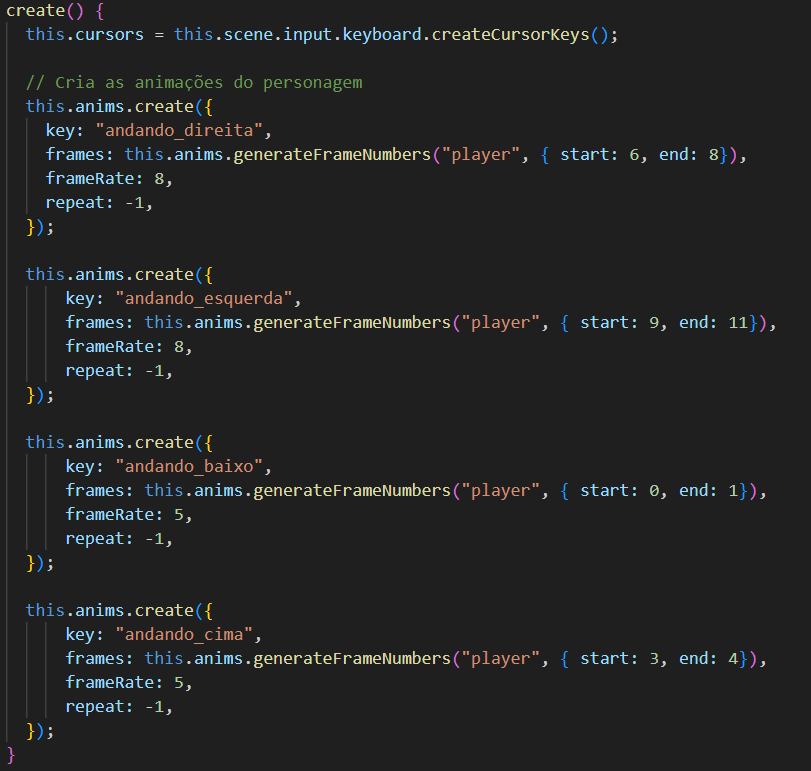 create() {
this.cursors = this.scene.input.keyboard.createCursorKeys();
// Cria as animações do personagem
this.anims.create({
key: "andando_direita",
frames: this.anims.generateFrameNumbers("player", { start: 6, end: 8}),
frameRate: 8,
repeat: -1,
});
this.anims.create({
key: "andando_esquerda",
frames: this.anims.generateFrameNumbers("player", { start: 9, end: 11}),
frameRate: 8,
repeat: -1,
});
this.anims.create({
key: "andando_baixo",
frames: this.anims.generateFrameNumbers("player", { start: 0, end: 1}),
frameRate: 5,
repeat: -1,
});
this.anims.create({
key: "andando_cima",
frames: this.anims.generateFrameNumbers("player", { start: 3, end: 4}),
frameRate: 5,
repeat: -1,
});
}